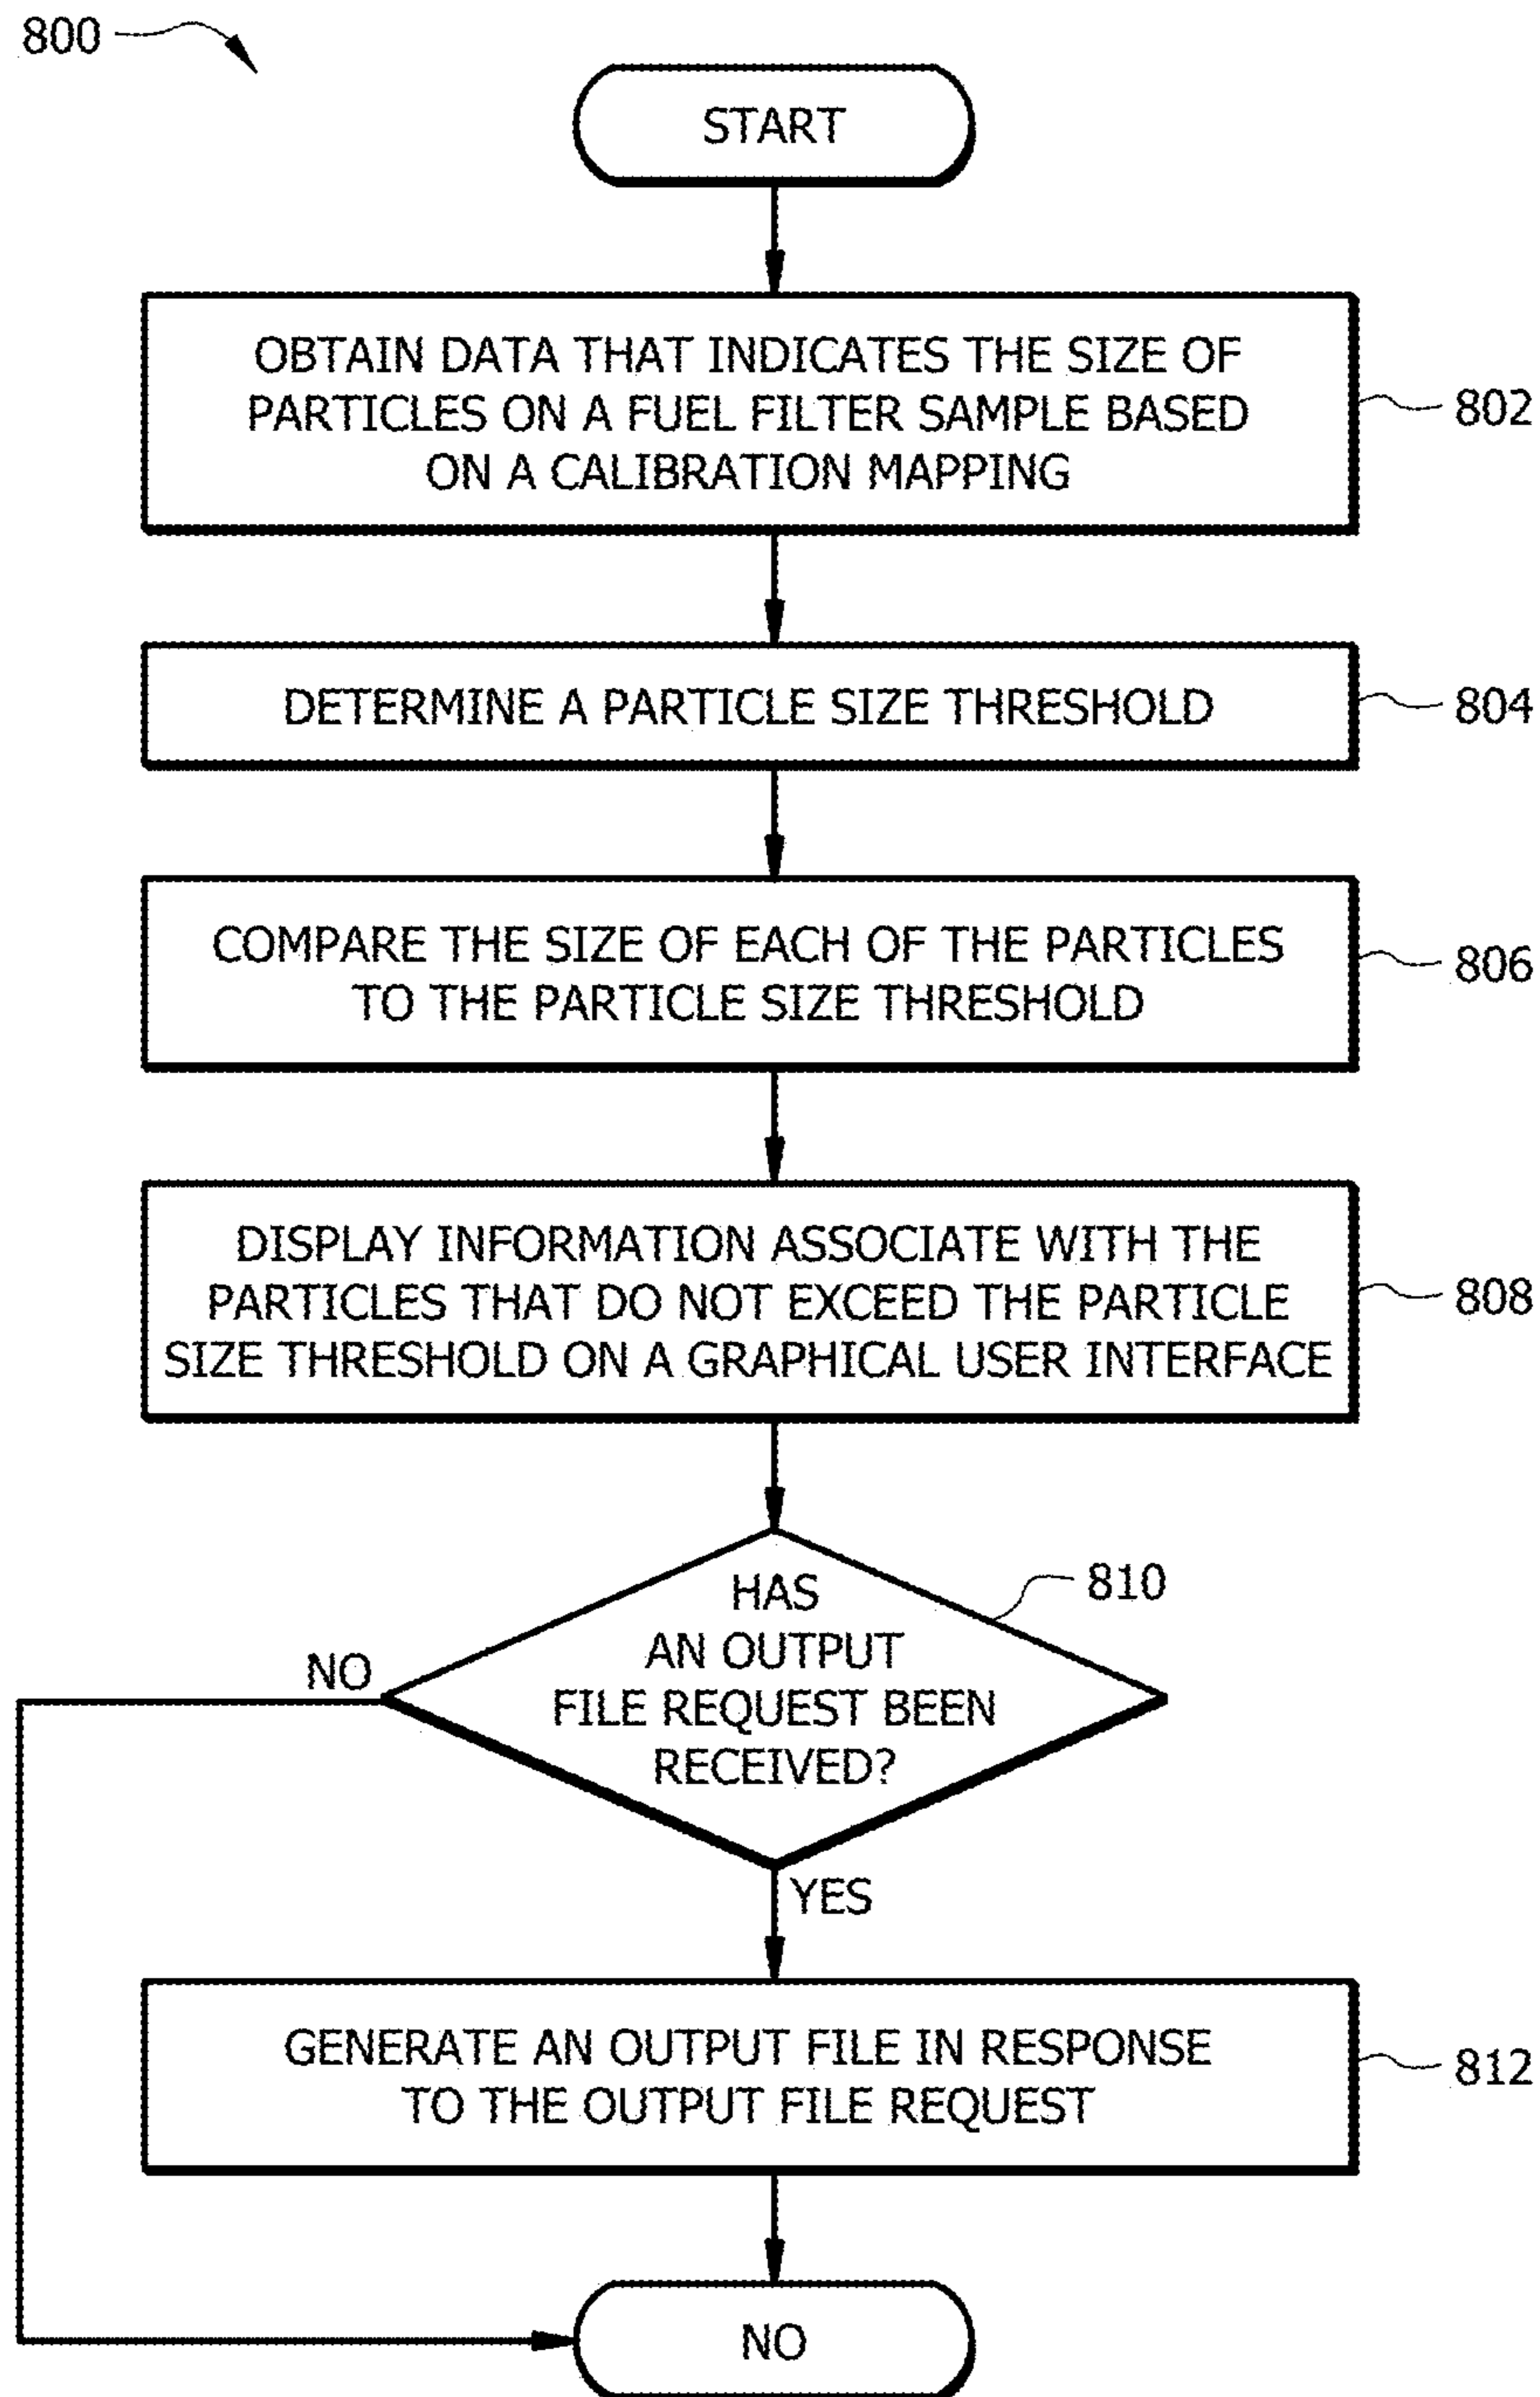 800
START
OBTAIN DATA THAT INDICATES THE SIZE OF
PARTICLES ON A FUEL FILTER SAMPLE BASED
ON A CALIBRATION MAPPING
802
DETERMINE A PARTICLE SIZE THRESHOLD
804
COMPARE THE SIZE OF EACH OF THE PARTICLES
TO THE PARTICLE SIZE THRESHOLD
806
DISPLAY INFORMATION ASSOCIATE WITH THE
PARTICLES THAT DO NOT EXCEED THE PARTICLE
SIZE THRESHOLD ON A GRAPHICAL USER INTERFACE
808
HAS
AN OUTPUT
FILE REQUEST BEEN
RECEIVED?
810
NO
YES
GENERATE AN OUTPUT FILE IN RESPONSE
TO THE OUTPUT FILE REQUEST
812
NO